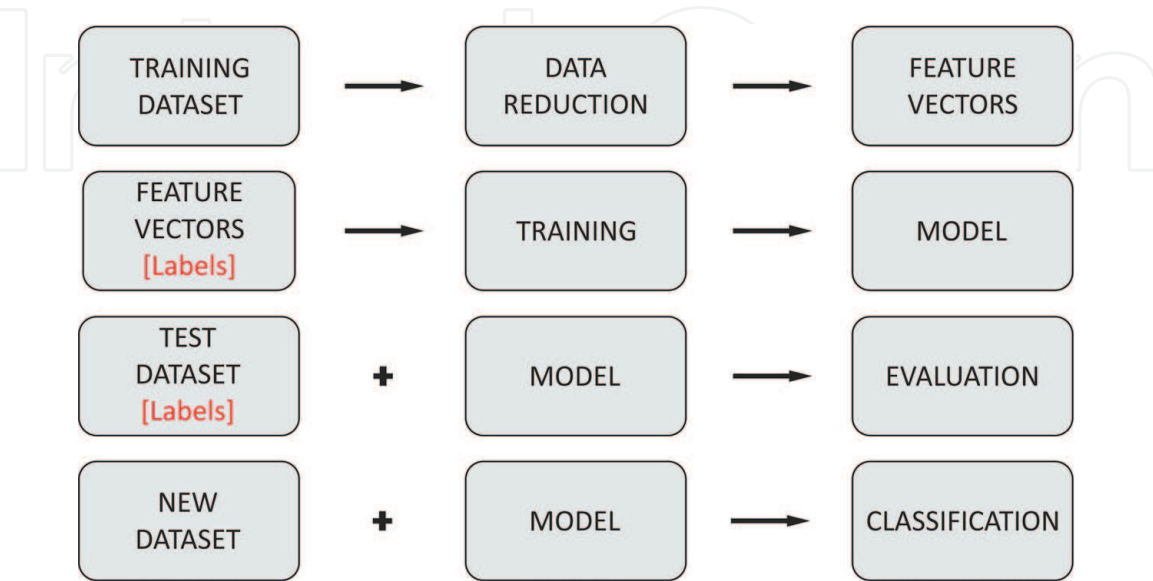 TRAINING
DATASET
DATA
REDUCTION
FEATURE
VECTORS
FEATURE
VECTORS
[Labels]
TRAINING
MODEL
TEST
DATASET
[Labels]
+
MODEL
EVALUATION
NEW
DATASET
+
MODEL
CLASSIFICATION